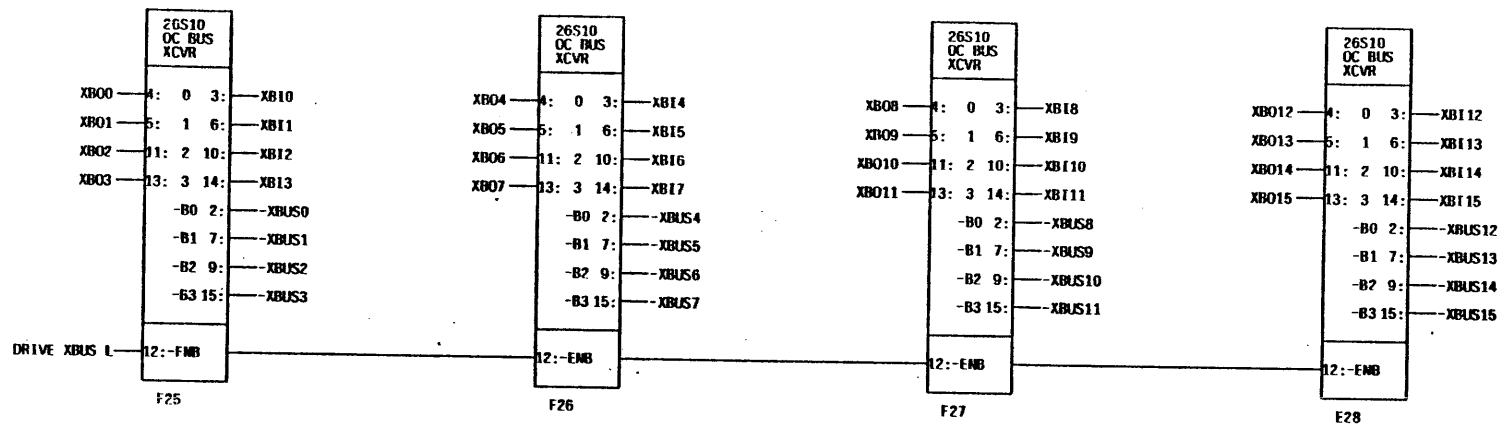 26S10
OC BUS
XCVR
XBO0 4: 0 3: XBI0
XBO1 5: 1 6: XBI1
XBO2 11: 2 10: XBI2
XBO3 13: 3 14: XBI3
-B0 2: -XBUS0
-B1 7: -XBUS1
-B2 9: -XBUS2
-B3 15: -XBUS3
DRIVE XBUS L 12:-ENB
F25
26S10
OC BUS
XCVR
XBO4 4: 0 3: XBI4
XBO5 5: 1 6: XBI5
XBO6 11: 2 10: XBI6
XBO7 13: 3 14: XBI7
-B0 2: -XBUS4
-B1 7: -XBUS5
-B2 9: -XBUS6
-B3 15: -XBUS7
12:-ENB
F26
26S10
OC BUS
XCVR
XBO8 4: 0 3: XBI8
XBO9 5: 1 6: XBI9
XBO10 11: 2 10: XBI10
XBO11 13: 3 14: XBI11
-B0 2: -XBUS8
-B1 7: -XBUS9
-B2 9: -XBUS10
-B3 15: -XBUS11
12:-ENB
F27
26S10
OC BUS
XCVR
XBO12 4: 0 3: XBI12
XBO13 5: 1 6: XBI13
XBO14 11: 2 10: XBI14
XBO15 13: 3 14: XBI15
-B0 2: -XBUS12
-B1 7: -XBUS13
-B2 9: -XBUS14
-B3 15: -XBUS15
12:-ENB
E28